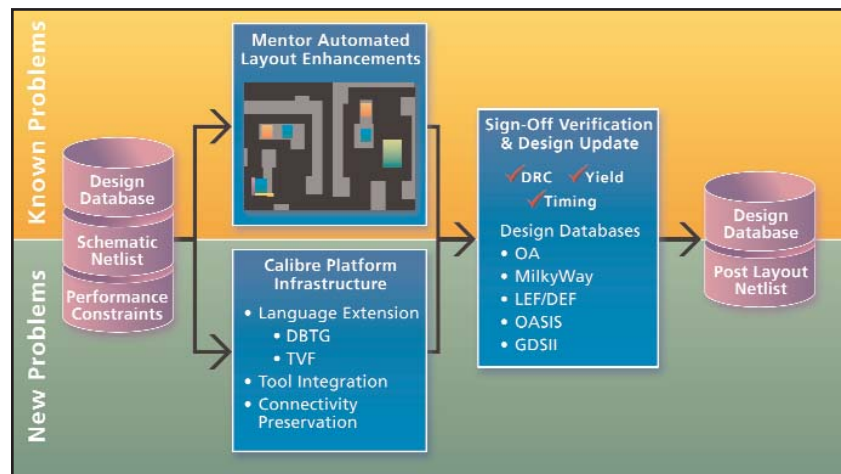 Known Problems
New Problems
Design
Database
Schematic
Netlist
Performance
Constraints
Mentor Automated
Layout Enhancements
Calibre Platform
Infrastructure
• Language Extension
• DBTG
• TVF
• Tool Integration
• Connectivity
Preservation
Sign-Off Verification
& Design Update
✓DRC ✓Yield
✓Timing
Design Databases
• OA
• MilkyWay
• LEF/DEF
• OASIS
• GDSII
Design
Database
Post Layout
Netlist